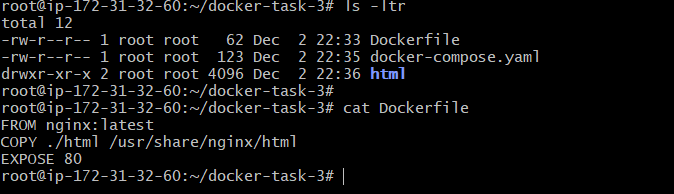 root@ip-172-31-32-60:~/docker-task-3# ls -ltr
total 12
-rw-r--r-- 1 root root   62 Dec  2 22:33 Dockerfile
-rw-r--r-- 1 root root  123 Dec  2 22:35 docker-compose.yaml
drwxr-xr-x 2 root root 4096 Dec  2 22:36 html
root@ip-172-31-32-60:~/docker-task-3#
root@ip-172-31-32-60:~/docker-task-3# cat Dockerfile
FROM nginx:latest
COPY ./html /usr/share/nginx/html
EXPOSE 80
root@ip-172-31-32-60:~/docker-task-3#